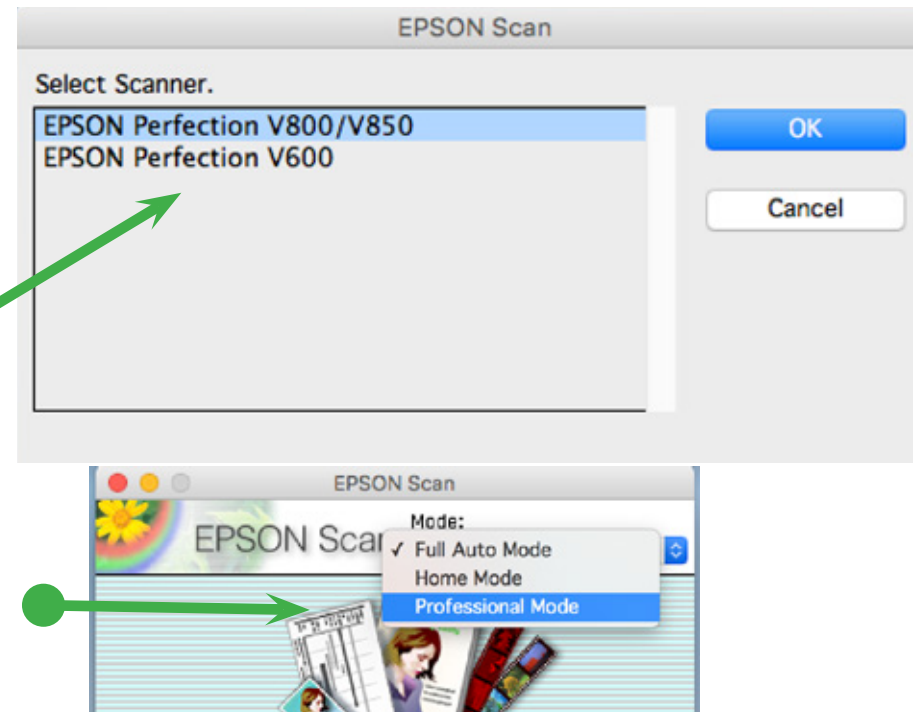 EPSON Scan
Select Scanner.
EPSON Perfection V800/V850
OK
EPSON Perfection V600
Cancel
EPSON Scan
Mode:
EPSON Scan
✓ Full Auto Mode
Home Mode
Professional Mode